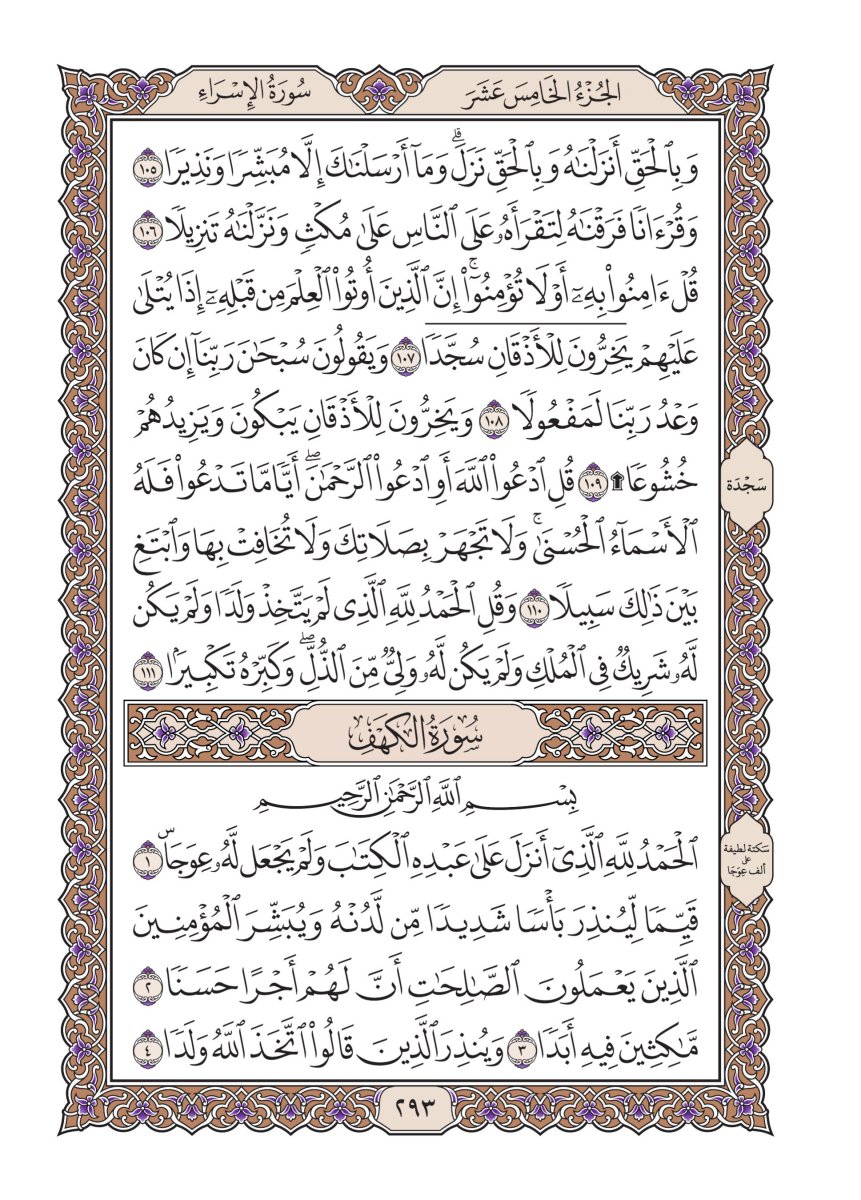 الجُزْءُ الخَامِسَ عَشَرَ
سُورَةُ الإِسْرَاءِ
وَبِٱلْحَقِّ أَنزَلْنَٰهُ وَبِٱلْحَقِّ نَزَلَۗ وَمَآ أَرْسَلْنَٰكَ إِلَّا مُبَشِّرًا وَنَذِيرًا ١٠٥
وَقُرْءَانًا فَرَقْنَٰهُ لِتَقْرَأَهُۥ عَلَى ٱلنَّاسِ عَلَىٰ مُكْثٍ وَنَزَّلْنَٰهُ تَنزِيلًا ١٠٦
قُلْ ءَامِنُوا۟ بِهِۦٓ أَوْ لَا تُؤْمِنُوٓا۟ۚ إِنَّ ٱلَّذِينَ أُوتُوا۟ ٱلْعِلْمَ مِن قَبْلِهِۦٓ إِذَا يُتْلَىٰ
عَلَيْهِمْ يَخِرُّونَ لِلْأَذْقَانِ سُجَّدًا ١٠٧ وَيَقُولُونَ سُبْحَٰنَ رَبِّنَآ إِن كَانَ
وَعْدُ رَبِّنَا لَمَفْعُولًا ١٠٨ وَيَخِرُّونَ لِلْأَذْقَانِ يَبْكُونَ وَيَزِيدُهُمْ
خُشُوعًا ۩ ١٠٩ قُلِ ٱدْعُوا۟ ٱللَّهَ أَوِ ٱدْعُوا۟ ٱلرَّحْمَٰنَۖ أَيًّا مَّا تَدْعُوا۟ فَلَهُ
سَجْدَة
ٱلْأَسْمَآءُ ٱلْحُسْنَىٰۚ وَلَا تَجْهَرْ بِصَلَاتِكَ وَلَا تُخَافِتْ بِهَا وَٱبْتَغِ
بَيْنَ ذَٰلِكَ سَبِيلًا ١١٠ وَقُلِ ٱلْحَمْدُ لِلَّهِ ٱلَّذِى لَمْ يَتَّخِذْ وَلَدًا وَلَمْ يَكُن
لَّهُۥ شَرِيكٌ فِى ٱلْمُلْكِ وَلَمْ يَكُن لَّهُۥ وَلِىٌّ مِّنَ ٱلذُّلِّۖ وَكَبِّرْهُ تَكْبِيرًۢا ١١١
سُورَةُ الكَهْفِ
بِسْمِ ٱللَّهِ ٱلرَّحْمَٰنِ ٱلرَّحِيمِ
ٱلْحَمْدُ لِلَّهِ ٱلَّذِىٓ أَنزَلَ عَلَىٰ عَبْدِهِ ٱلْكِتَٰبَ وَلَمْ يَجْعَل لَّهُۥ عِوَجَاۜ ١
سَكتة لطيفة
على
ألف عِوَجَا
قَيِّمًا لِّيُنذِرَ بَأْسًا شَدِيدًا مِّن لَّدُنْهُ وَيُبَشِّرَ ٱلْمُؤْمِنِينَ
ٱلَّذِينَ يَعْمَلُونَ ٱلصَّٰلِحَٰتِ أَنَّ لَهُمْ أَجْرًا حَسَنًا ٢
مَّٰكِثِينَ فِيهِ أَبَدًا ٣ وَيُنذِرَ ٱلَّذِينَ قَالُوا۟ ٱتَّخَذَ ٱللَّهُ وَلَدًا ٤
٢٩٣